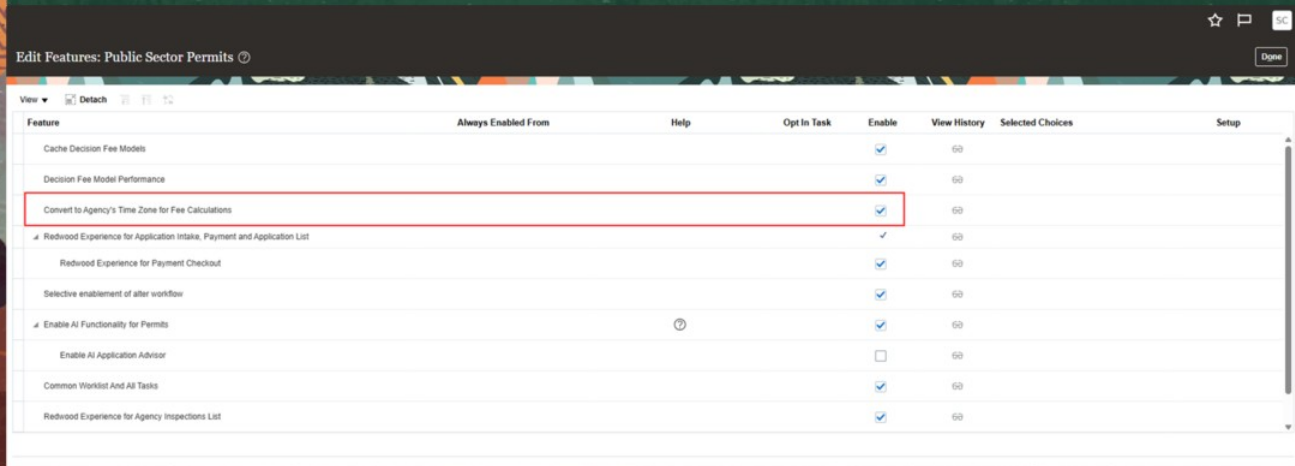 SC
Edit Features: Public Sector Permits
Done
View Detach
Feature Always Enabled From Help Opt In Task Enable View History Selected Choices Setup
Cache Decision Fee Models
Decision Fee Model Performance
Convert to Agency's Time Zone for Fee Calculations
Redwood Experience for Application Intake, Payment and Application List
Redwood Experience for Payment Checkout
Selective enablement of alter workflow
Enable AI Functionality for Permits
Enable AI Application Advisor
Common Worklist And All Tasks
Redwood Experience for Agency Inspections List